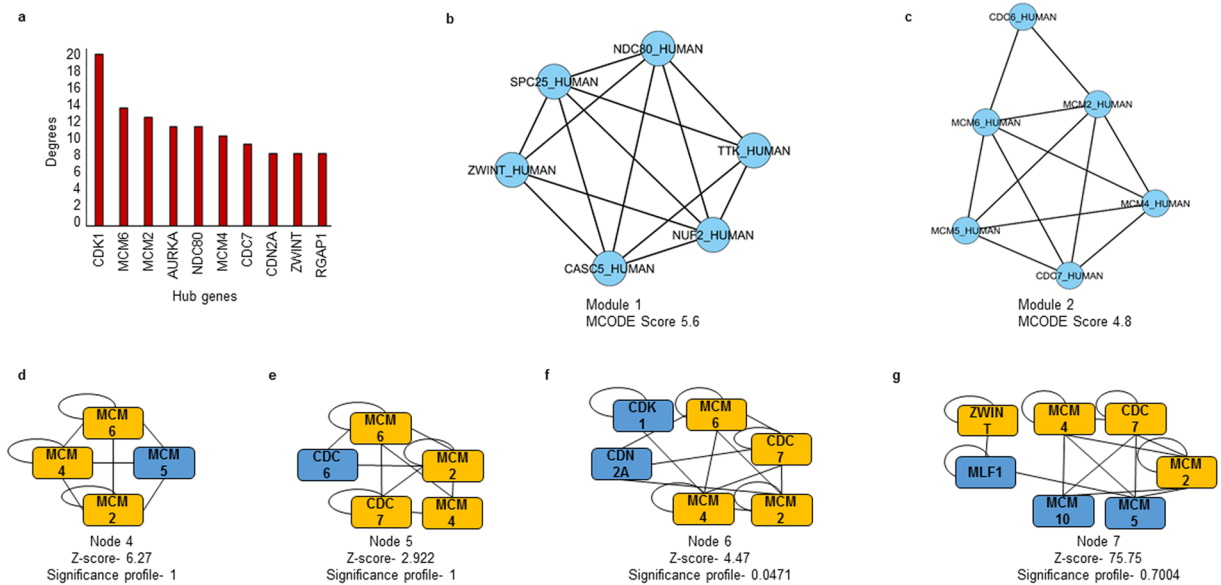 a
Degrees
20
18
16
14
12
10
8
6
4
2
0
CDK1
MCM6
MCM2
AURKA
NDC80
MCM4
CDC7
CDN2A
ZWINT
RGAP1
Hub genes
b
NDC80_HUMAN
SPC25_HUMAN
TTK_HUMAN
ZWINT_HUMAN
NUF2_HUMAN
CASC5_HUMAN
Module 1
MCODE Score 5.6
c
CDC6_HUMAN
MCM2_HUMAN
MCM6_HUMAN
MCM4_HUMAN
MCM5_HUMAN
CDC7_HUMAN
Module 2
MCODE Score 4.8
d
MCM
6
MCM
4
MCM
5
MCM
2
Node 4
Z-score- 6.27
Significance profile- 1
e
MCM
6
CDC
6
MCM
2
CDC
7
MCM
4
Node 5
Z-score- 2.922
Significance profile- 1
f
CDK
1
MCM
6
CDC
7
CDN
2A
MCM
4
MCM
2
Node 6
Z-score- 4.47
Significance profile- 0.0471
g
ZWIN
T
MCM
4
CDC
7
MLF1
MCM
2
MCM
10
MCM
5
Node 7
Z-score- 75.75
Significance profile- 0.7004